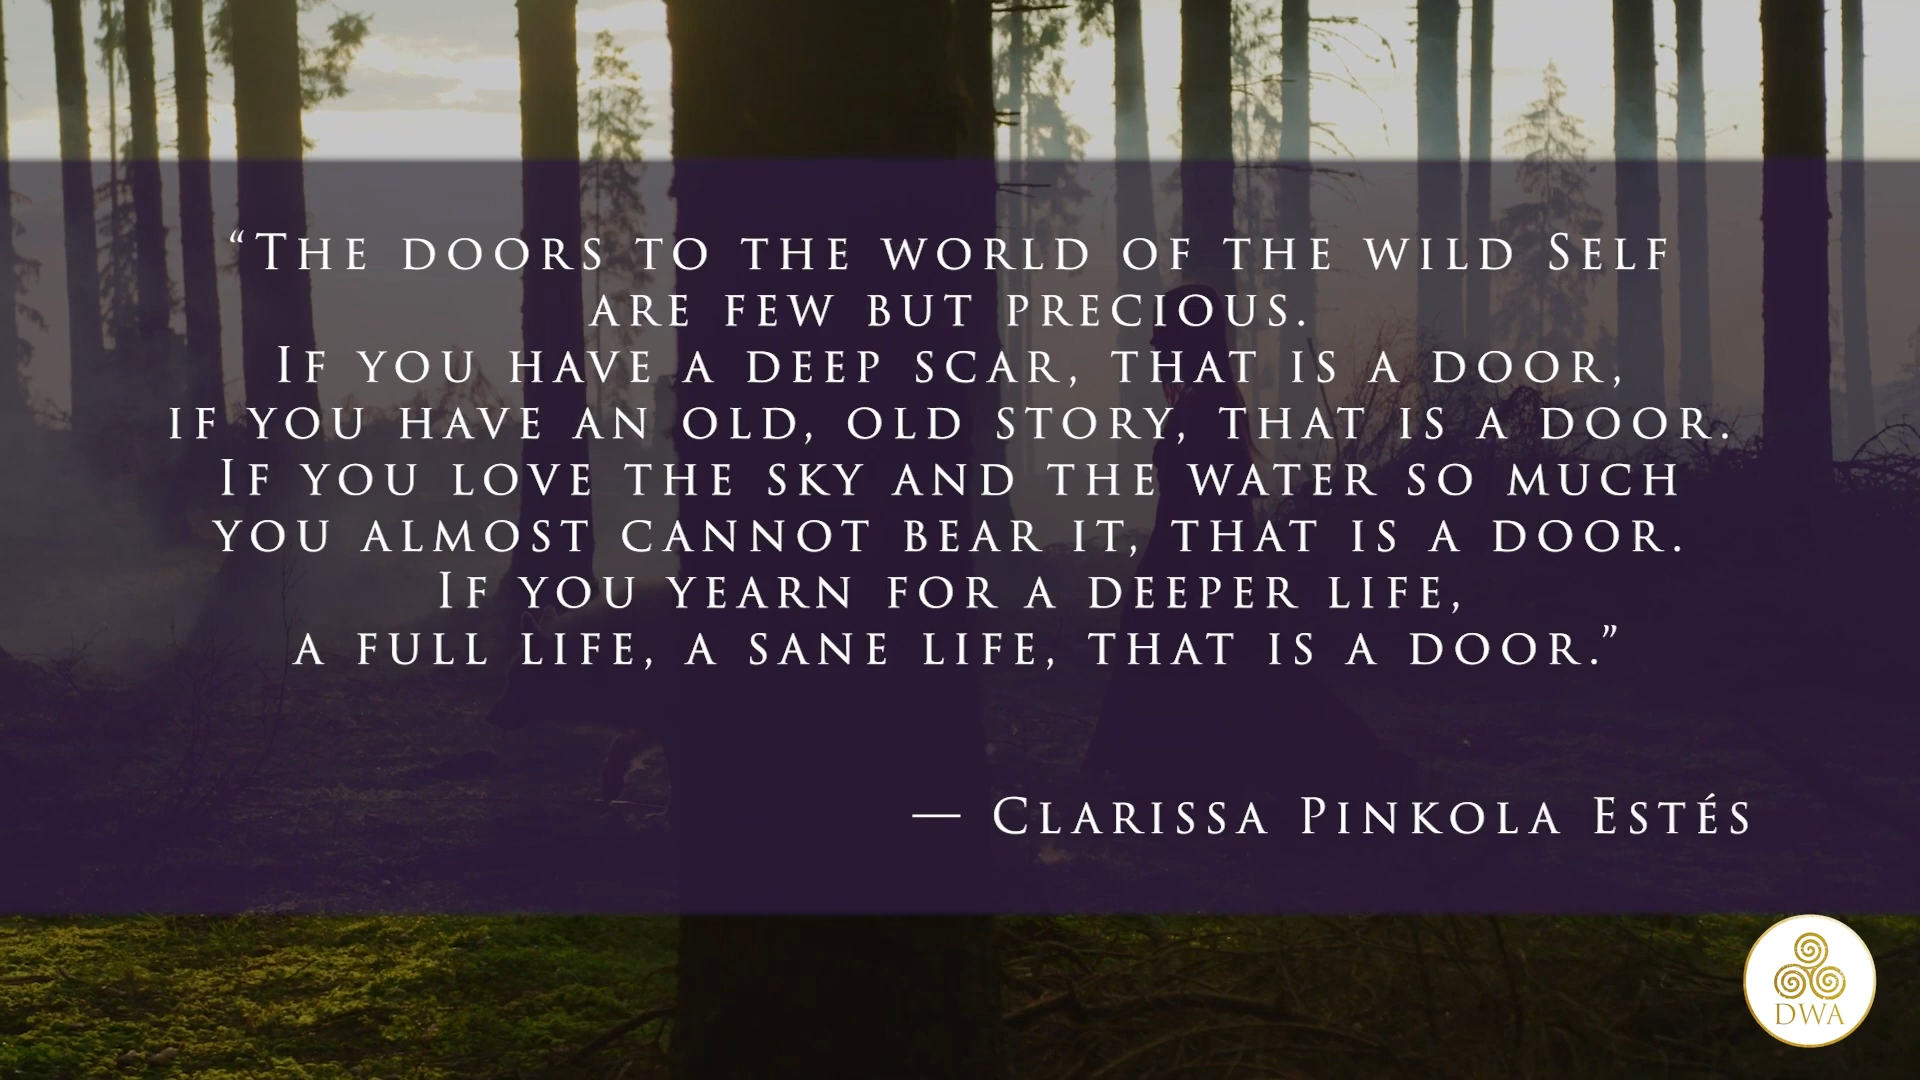 “The doors to the world of the wild Self
are few but precious.
If you have a deep scar, that is a door,
if you have an old, old story, that is a door.
If you love the sky and the water so much
you almost cannot bear it, that is a door.
If you yearn for a deeper life,
a full life, a sane life, that is a door.”
— Clarissa Pinkola Estés
DWA